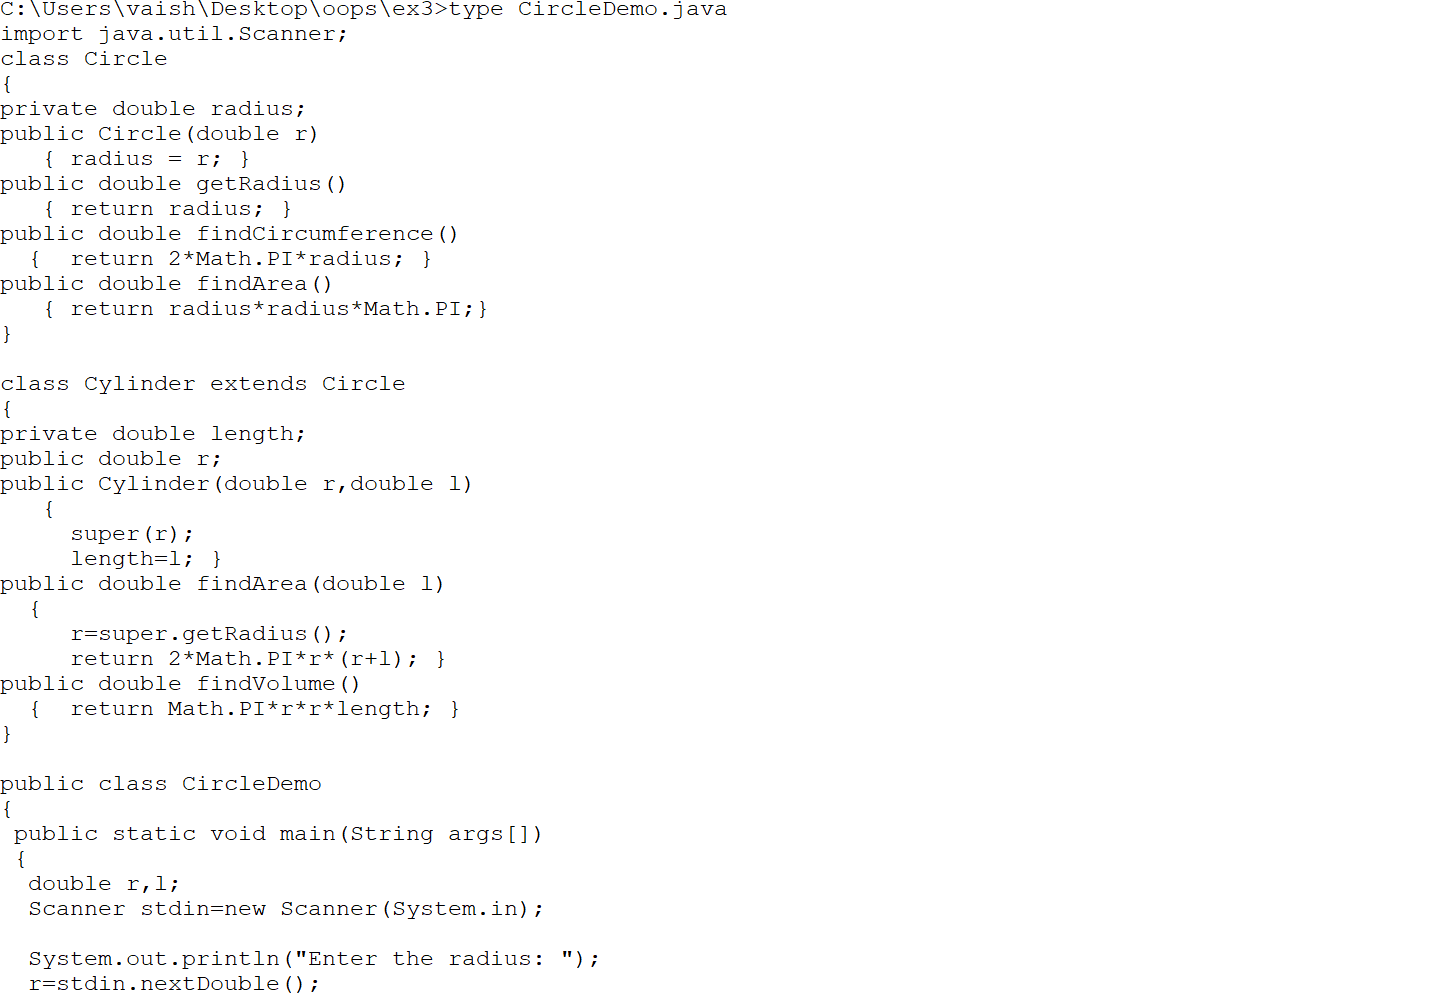 C:\Users\vaish\Desktop\oops\ex3>type CircleDemo.java
import java.util.Scanner;
class Circle
{
private double radius;
public Circle(double r)
   { radius = r; }
public double getRadius()
   { return radius; }
public double findCircumference()
  {  return 2*Math.PI*radius; }
public double findArea()
   { return radius*radius*Math.PI;}
}

class Cylinder extends Circle
{
private double length;
public double r;
public Cylinder(double r,double l)
   {
     super(r);
     length=l; }
public double findArea(double l)
  {
     r=super.getRadius();
     return 2*Math.PI*r*(r+l); }
public double findVolume()
  {  return Math.PI*r*r*length; }
}

public class CircleDemo
{
 public static void main(String args[])
 {
  double r,l;
  Scanner stdin=new Scanner(System.in);

  System.out.println("Enter the radius: ");
  r=stdin.nextDouble();